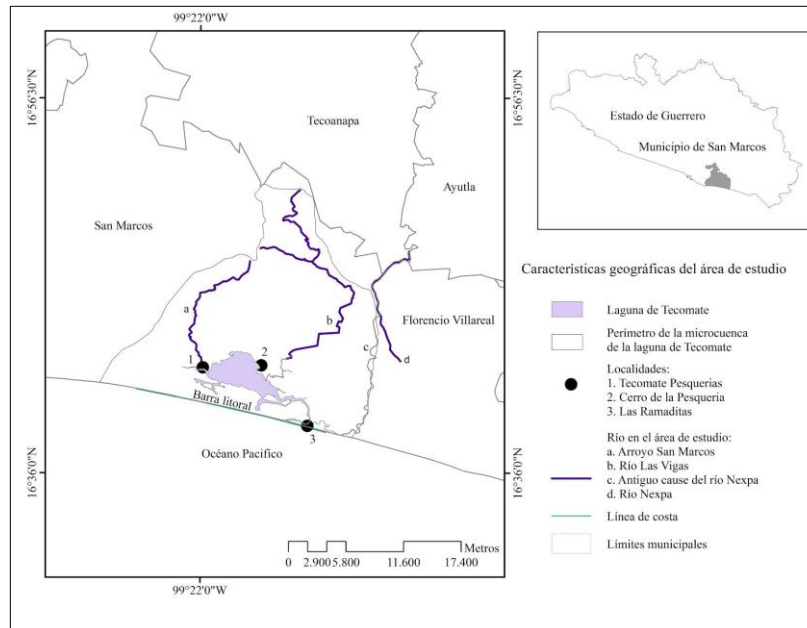 99°22'0"W
16°56'30"N
16°56'30"N
Tecoanapa
Ayutla
San Marcos
Florencio Villareal
a
b
c
d
1
2
3
Barra litoral
Océano Pacifico
16°36'0"N
16°36'0"N
Metros
0 2.900 5.800 11.600 17.400
99°22'0"W
Estado de Guerrero
Municipio de San Marcos
Características geográficas del área de estudio
Laguna de Tecomate
Perímetro de la microcuenca
de la laguna de Tecomate
Localidades:
1. Tecomate Pesquerias
2. Cerro de la Pesqueria
3. Las Ramaditas
Río en el área de estudio:
a. Arroyo San Marcos
b. Río Las Vigas
c. Antiguo cause del río Nexpa
d. Río Nexpa
Línea de costa
Límites municipales